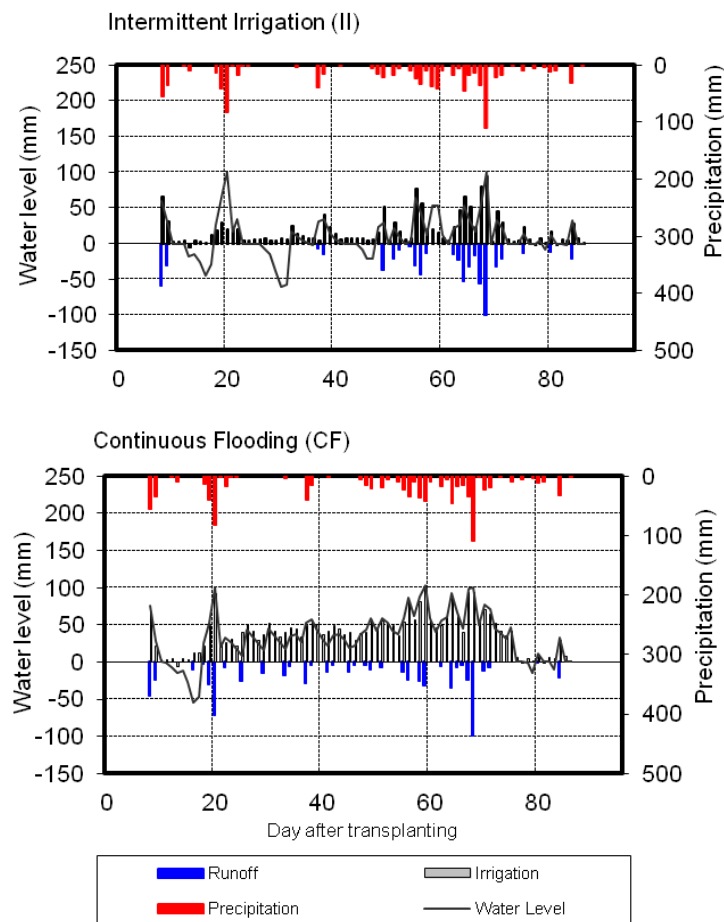 Intermittent Irrigation (II)
250 0
200 100
150
100 200
50
0 300
-50
400
-100
-150 500
0 20 40 60 80
Water level (mm)
Precipitation (mm)
Continuous Flooding (CF)
250 0
200 100
150
100 200
50
0 300
-50
400
-100
-150 500
0 20 40 60 80
Water level (mm)
Precipitation (mm)
Day after transplanting
Runoff Irrigation
Precipitation Water Level